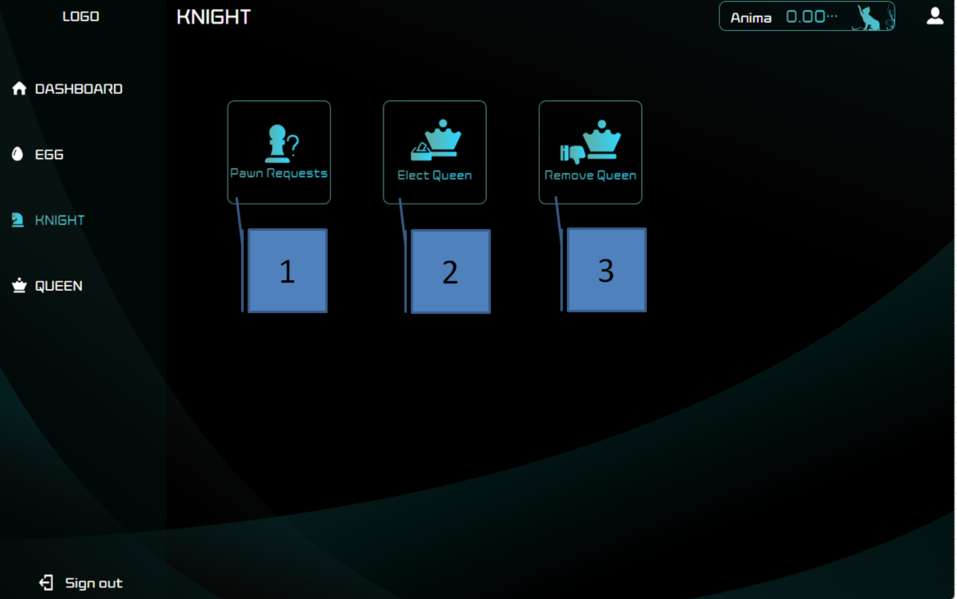 LOGO
KNIGHT
Anima 0.00...
DASHBOARD
EGG
KNIGHT
QUEEN
Pawn Requests
Elect Queen
Remove Queen
1
2
3
Sign out